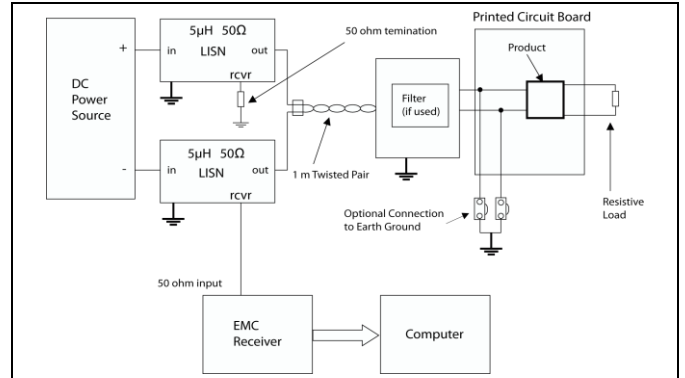 Printed Circuit Board
5µH 50Ω
in
out
LISN
rcvr
+
50 ohm temination
Product
DC
Power
Source
Filter
(if used)
5µH 50Ω
-
in
out
LISN
rcvr
1 m Twisted Pair
Optional Connection
to Earth Ground
Resistive
Load
50 ohm input
EMC
Receiver
Computer